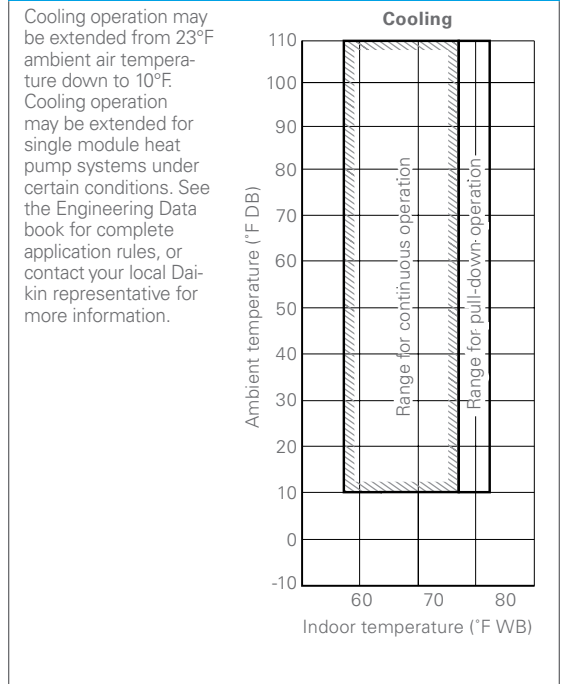 Cooling operation may
be extended from 23°F
ambient air tempera-
ture down to 10°F.
Cooling operation
may be extended for
single module heat
pump systems under
certain conditions. See
the Engineering Data
book for complete
application rules, or
contact your local Dai-
kin representative for
more information.
Cooling
Ambient temperature (°F DB)
110
100
90
80
70
60
50
40
30
20
10
0
-10
Range for continuous operation
Range for pull-down operation
60 70 80
Indoor temperature (°F WB)